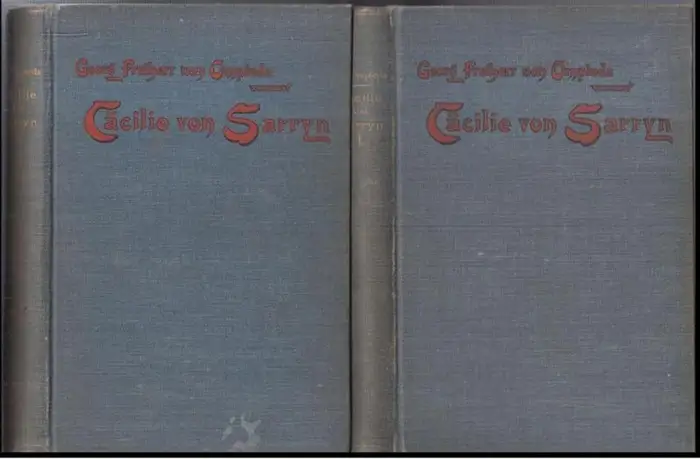 Georg Freiherr von Ompteda
Cäcilie von Sarryn
Georg Freiherr von Ompteda
Cäcilie von Sarryn